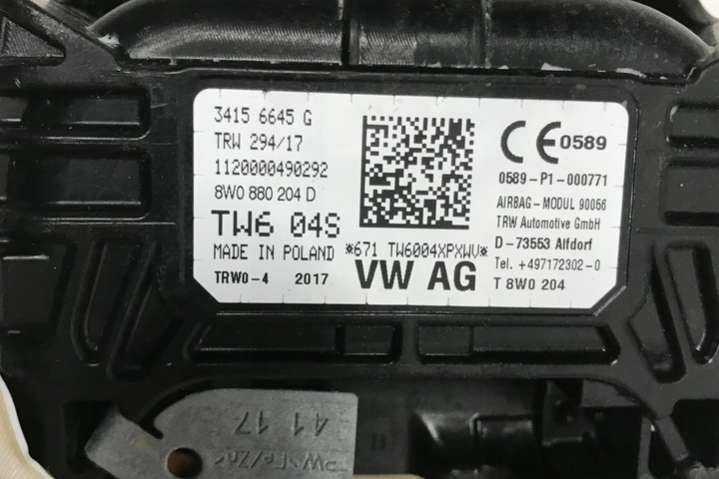 3415 6645 G
TRW 294/17
1120000490292
8W0 880 204 D
TW6 04S
MADE IN POLAND
*671 TW6004XPXWV*
TRW0-4 2017
VW AG
CE 0589
0589-P1-000771
AIRBAG-MODUL 90056
TRW Automotive GmbH
D-73553 Alfdorf
Tel. +497172302-0
T 8W0 204
41 17